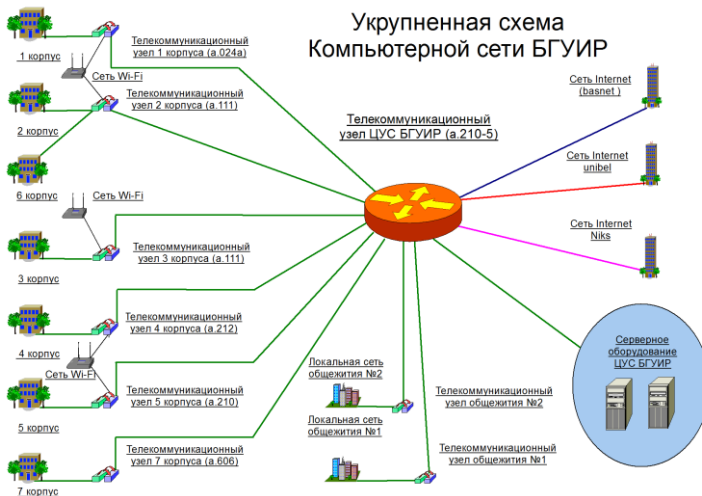 Укрупненная схема
Компьютерной сети БГУИР
Телекоммуникационный
узел 1 корпуса (а.024а)
1 корпус
Сеть Wi-Fi
Телекоммуникационный
узел 2 корпуса (а.111)
2 корпус
6 корпус
Сеть Wi-Fi
Телекоммуникационный
узел 3 корпуса (а.111)
3 корпус
Телекоммуникационный
узел 4 корпуса (а.212)
4 корпус
Сеть Wi-Fi
Телекоммуникационный
узел 5 корпуса (а.210)
5 корпус
Телекоммуникационный
узел 7 корпуса (а.606)
7 корпус
Телекоммуникационный
узел ЦУС БГУИР (а.210-5)
Сеть Internet
(basnet )
Сеть Internet
unibel
Сеть Internet
Niks
Серверное
оборудование
ЦУС БГУИР
Локальная сеть
общежития №2
Локальная сеть
общежития №1
Телекоммуникационный
узел общежития №2
Телекоммуникационный
узел общежития №1